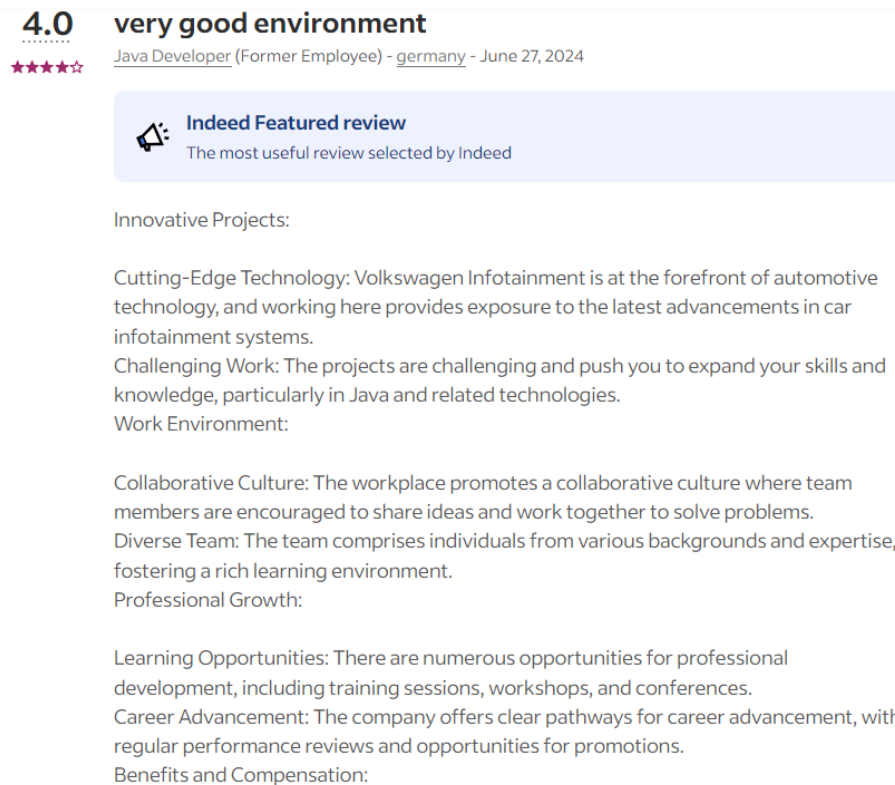 4.0
very good environment
Java Developer (Former Employee) - germany - June 27, 2024
Indeed Featured review
The most useful review selected by Indeed
Innovative Projects:
Cutting-Edge Technology: Volkswagen Infotainment is at the forefront of automotive
technology, and working here provides exposure to the latest advancements in car
infotainment systems.
Challenging Work: The projects are challenging and push you to expand your skills and
knowledge, particularly in Java and related technologies.
Work Environment:
Collaborative Culture: The workplace promotes a collaborative culture where team
members are encouraged to share ideas and work together to solve problems.
Diverse Team: The team comprises individuals from various backgrounds and expertise,
fostering a rich learning environment.
Professional Growth:
Learning Opportunities: There are numerous opportunities for professional
development, including training sessions, workshops, and conferences.
Career Advancement: The company offers clear pathways for career advancement, with
regular performance reviews and opportunities for promotions.
Benefits and Compensation: